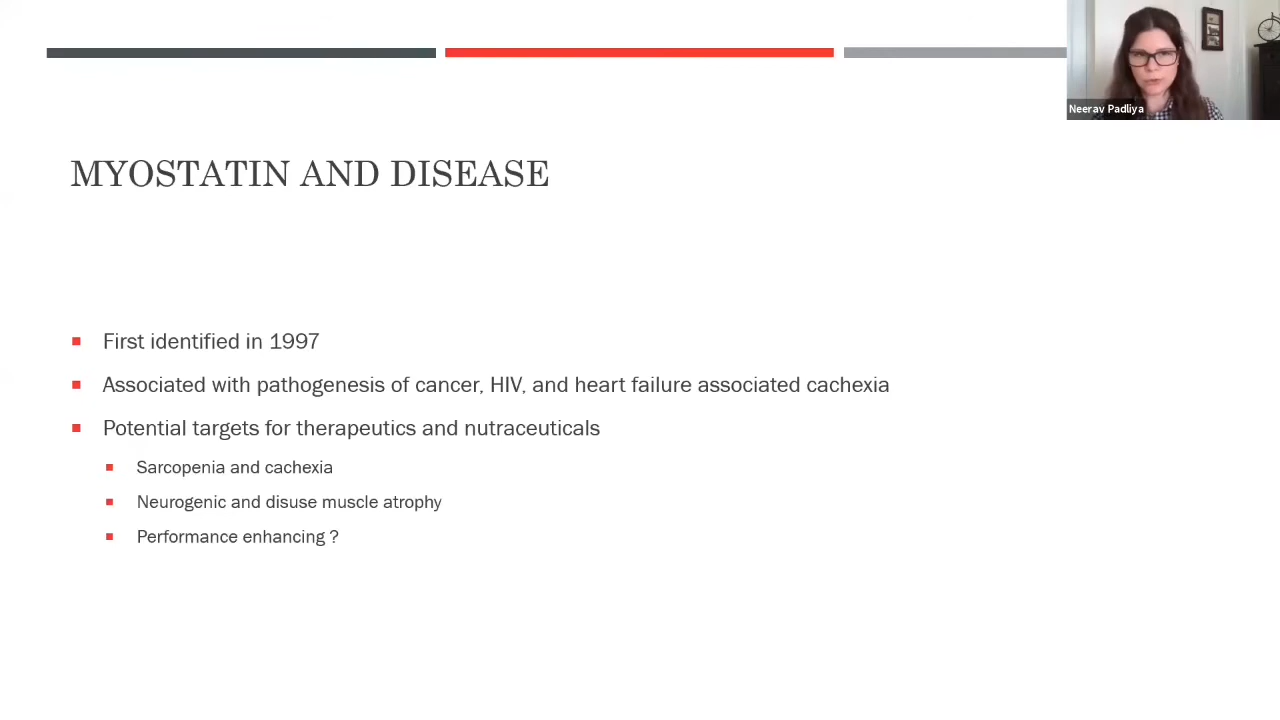 Neerav Padliya
MYOSTATIN AND DISEASE
First identified in 1997
Associated with pathogenesis of cancer, HIV, and heart failure associated cachexia
Potential targets for therapeutics and nutraceuticals
Sarcopenia and cachexia
Neurogenic and disuse muscle atrophy
Performance enhancing ?